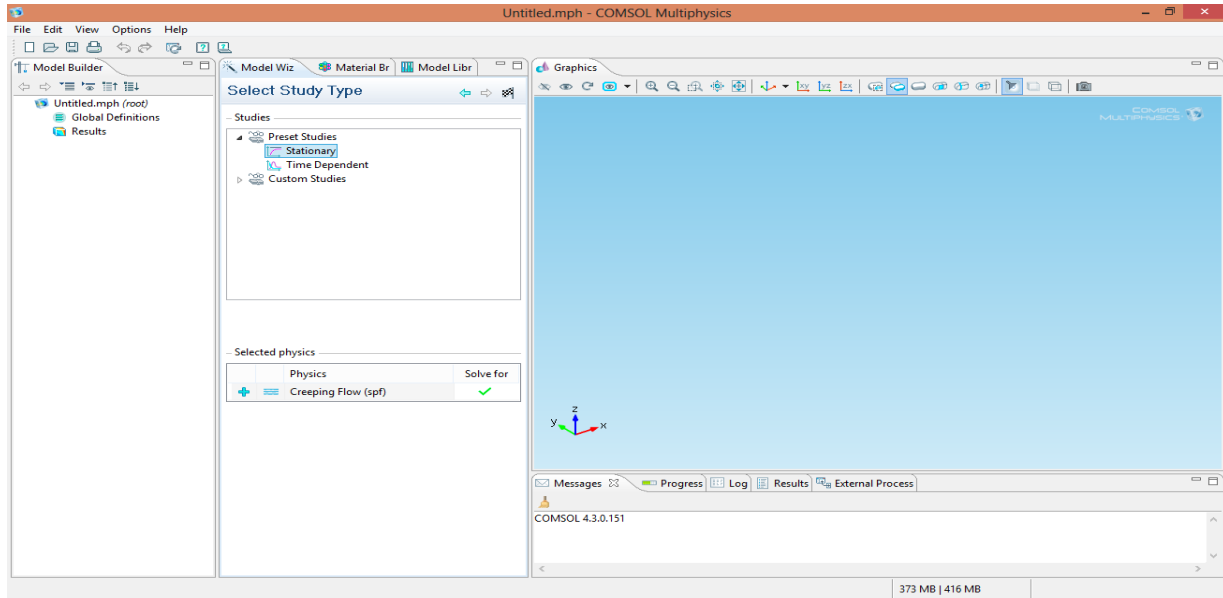 Untitled.mph - COMSOL Multiphysics
File Edit View Options Help
Model Builder
Untitled.mph (root)
Global Definitions
Results
Model Wiz Material Br Model Libr
Select Study Type
Studies
Preset Studies
Stationary
Time Dependent
Custom Studies
Selected physics
Physics Solve for
Creeping Flow (spf)
Graphics
xy yz zx
COMSOL
MULTIPHYSICS
z
y x
Messages Progress Log Results External Process
COMSOL 4.3.0.151
373 MB | 416 MB